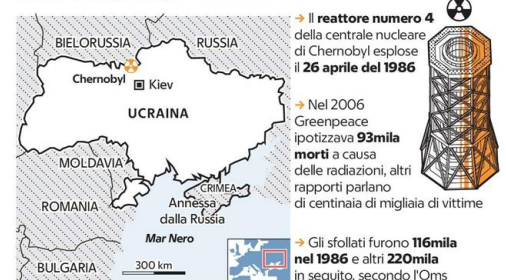 BIELORUSSIA
RUSSIA
Chernobyl
Kiev
UCRAINA
MOLDAVIA
CRIMEA
ROMANIA
Annessa
dalla Russia
Mar Nero
BULGARIA
300 km
→ Il reattore numero 4
della centrale nucleare
di Chernobyl esplose
il 26 aprile del 1986
→ Nel 2006
Greenpeace
ipotizzava 93mila
morti a causa
delle radiazioni, altri
rapporti parlano
di centinaia di migliaia di vittime
→ Gli sfollati furono 116mila
nel 1986 e altri 220mila
in seguito, secondo l'Oms